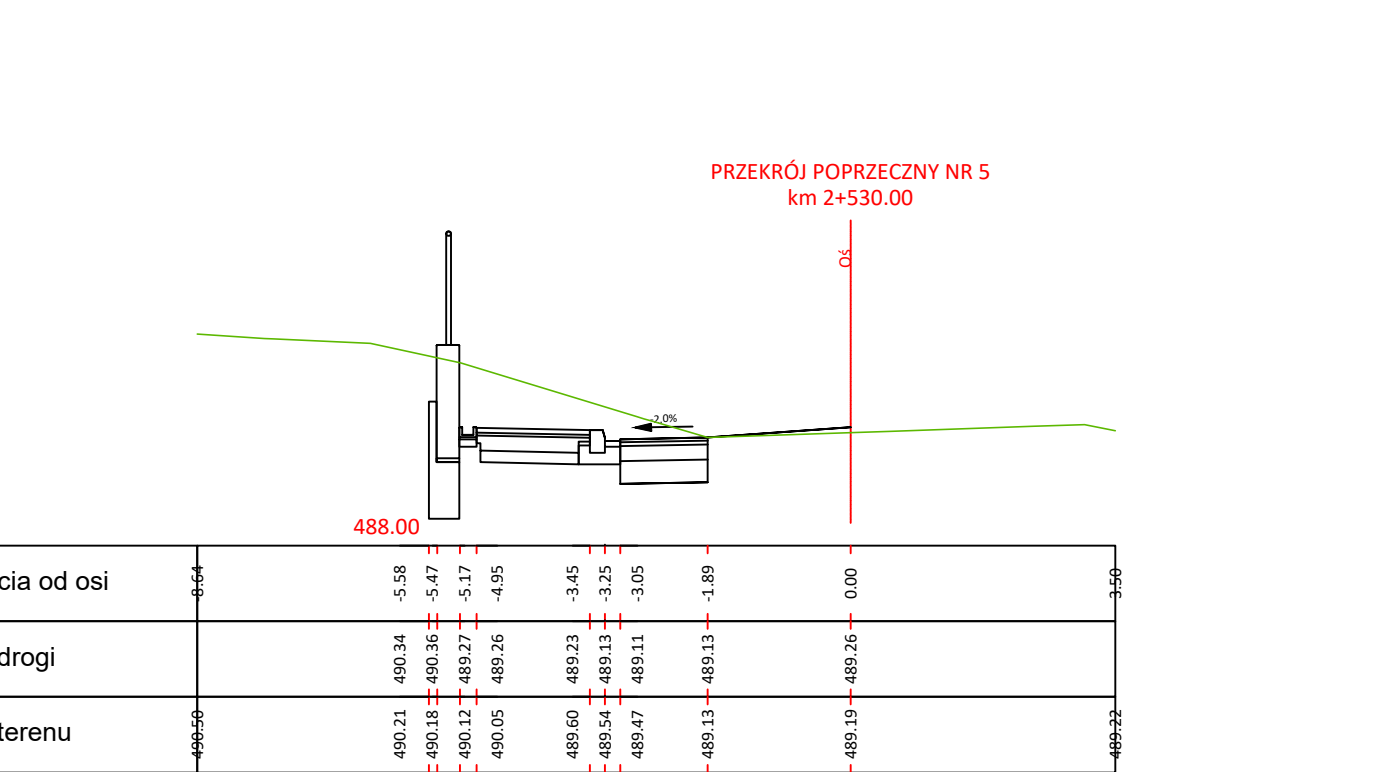 PRZEKRÓJ POPRZECZNY NR 5
km 2+530.00
Oś
-2.0%
488.00
cia od osi
-8.64 -5.58 -5.47 -5.17 -4.95 -3.45 -3.25 -3.05 -1.89 0.00 3.50
drogi
490.34 490.36 489.27 489.26 489.23 489.13 489.11 489.13 489.26
terenu
490.50 490.21 490.18 490.12 490.05 489.60 489.54 489.47 489.13 489.19 489.22